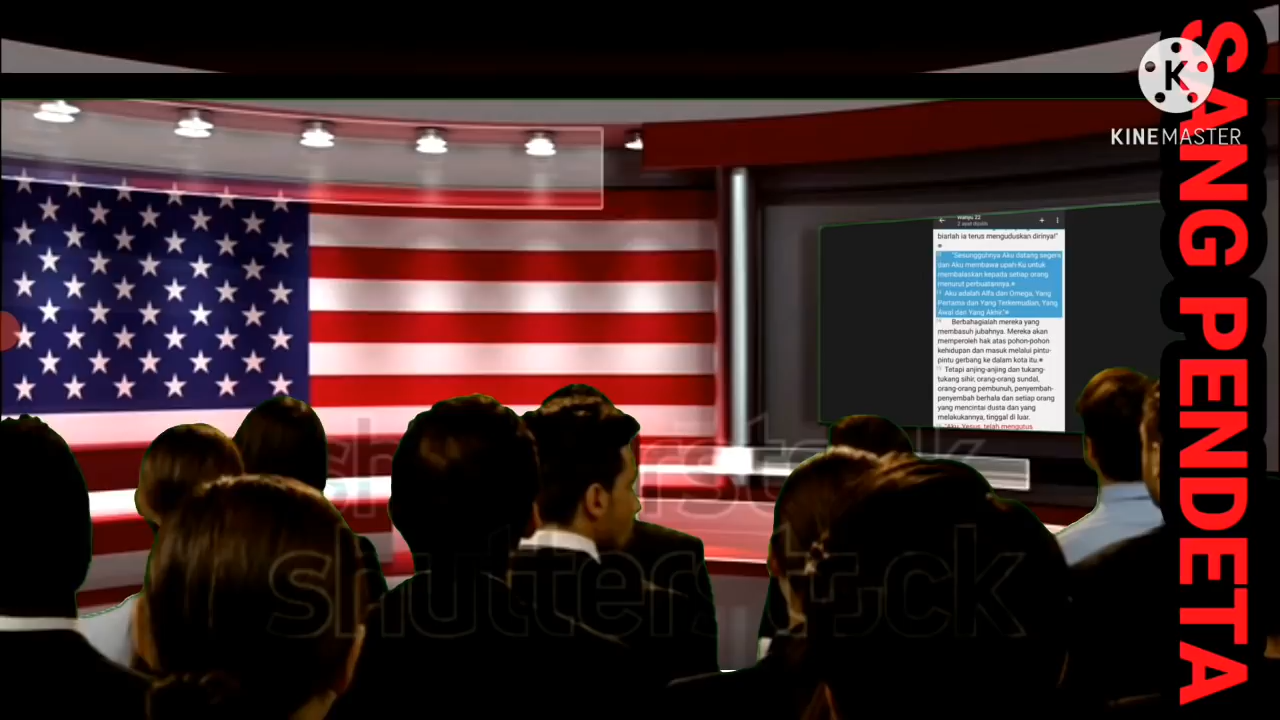 SANG PENDETA
KINEMASTER
Wahyu 22
biarlah ia terus menguduskan dirinya!"
"Sesungguhnya Aku datang segera
dan Aku membawa upah-Ku untuk
membalaskan kepada setiap orang
menurut perbuatannya.
Aku adalah Alfa dan Omega, Yang
Pertama dan Yang Terkemudian, Yang
Awal dan Yang Akhir."
Berbahagialah mereka yang
membasuh jubahnya. Mereka akan
memperoleh hak atas pohon-pohon
kehidupan dan masuk melalui pintu-
pintu gerbang ke dalam kota itu.
Tetapi anjing-anjing dan tukang-
tukang sihir, orang-orang sundal,
orang-orang pembunuh, penyembah-
penyembah berhala dan setiap orang
yang mencintai dusta dan yang
melakukannya, tinggal di luar.
"Aku, Yesus, telah mengutus
shutterstock
shutterstock